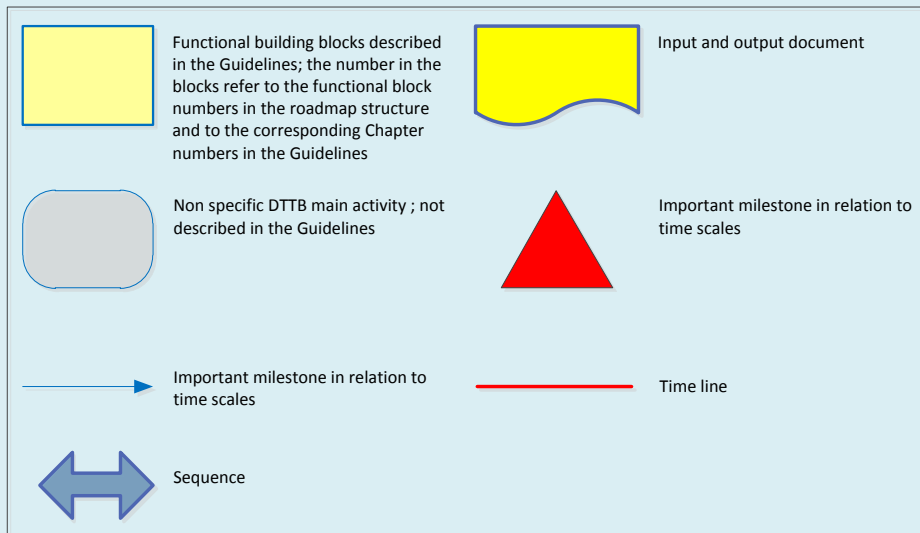 Functional building blocks described
in the Guidelines; the number in the
blocks refer to the functional block
numbers in the roadmap structure
and to the corresponding Chapter
numbers in the Guidelines
Input and output document
Non specific DTTB main activity ; not
described in the Guidelines
Important milestone in relation to
time scales
Important milestone in relation to
time scales
Time line
Sequence